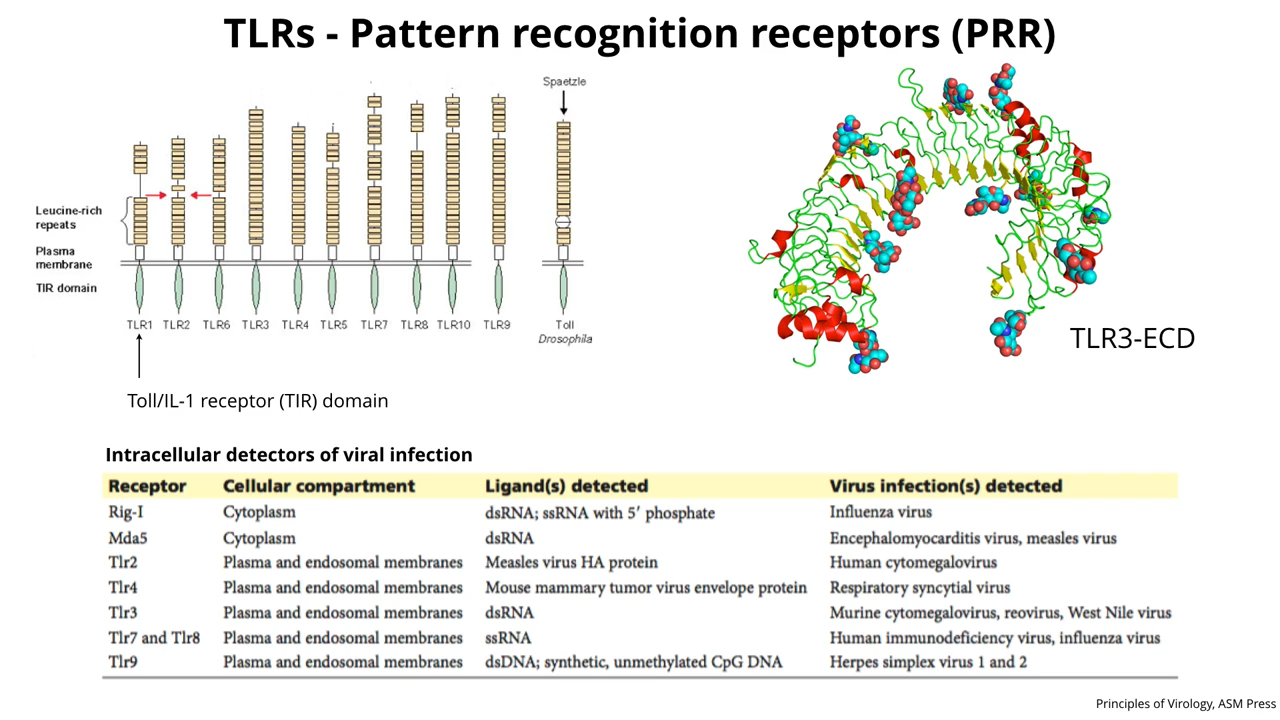 TLRs - Pattern recognition receptors (PRR)
Spaetzle
Leucine-rich
repeats
Plasma
membrane
TIR domain
TLR1 TLR2 TLR6 TLR3 TLR4 TLR5 TLR7 TLR8 TLR10 TLR9 Toll
Drosophila
TLR3-ECD
Toll/IL-1 receptor (TIR) domain
Intracellular detectors of viral infection
Receptor Cellular compartment Ligand(s) detected Virus infection(s) detected
Rig-I Cytoplasm dsRNA; ssRNA with 5′ phosphate Influenza virus
Mda5 Cytoplasm dsRNA Encephalomyocarditis virus, measles virus
Tlr2 Plasma and endosomal membranes Measles virus HA protein Human cytomegalovirus
Tlr4 Plasma and endosomal membranes Mouse mammary tumor virus envelope protein Respiratory syncytial virus
Tlr3 Plasma and endosomal membranes dsRNA Murine cytomegalovirus, reovirus, West Nile virus
Tlr7 and Tlr8 Plasma and endosomal membranes ssRNA Human immunodeficiency virus, influenza virus
Tlr9 Plasma and endosomal membranes dsDNA; synthetic, unmethylated CpG DNA Herpes simplex virus 1 and 2
Principles of Virology, ASM Press